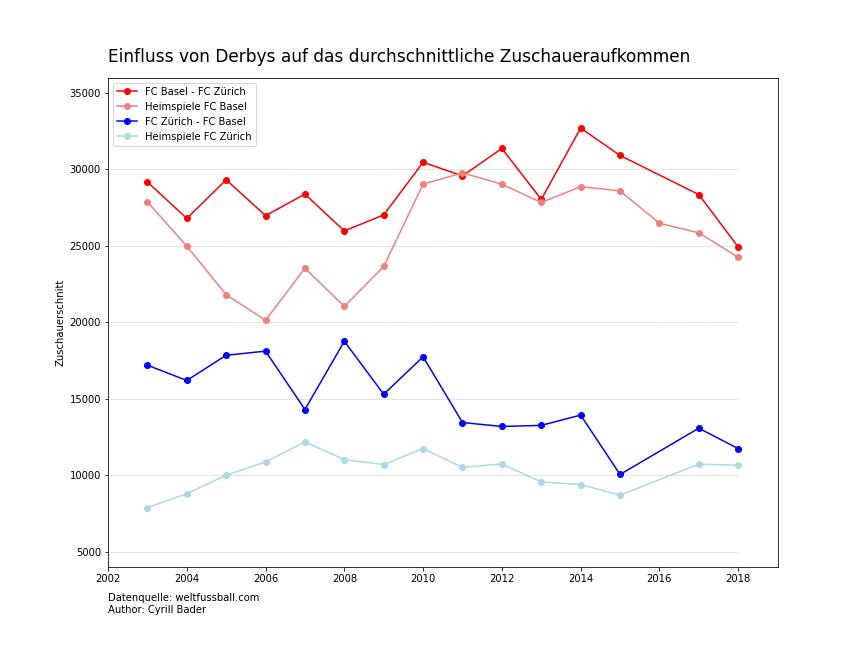 Einfluss von Derbys auf das durchschnittliche Zuschaueraufkommen
FC Basel - FC Zürich
Heimspiele FC Basel
FC Zürich - FC Basel
Heimspiele FC Zürich
35000
30000
25000
20000
15000
10000
5000
Zuschauerschnitt
2002 2004 2006 2008 2010 2012 2014 2016 2018
Datenquelle: weltfussball.com
Author: Cyrill Bader